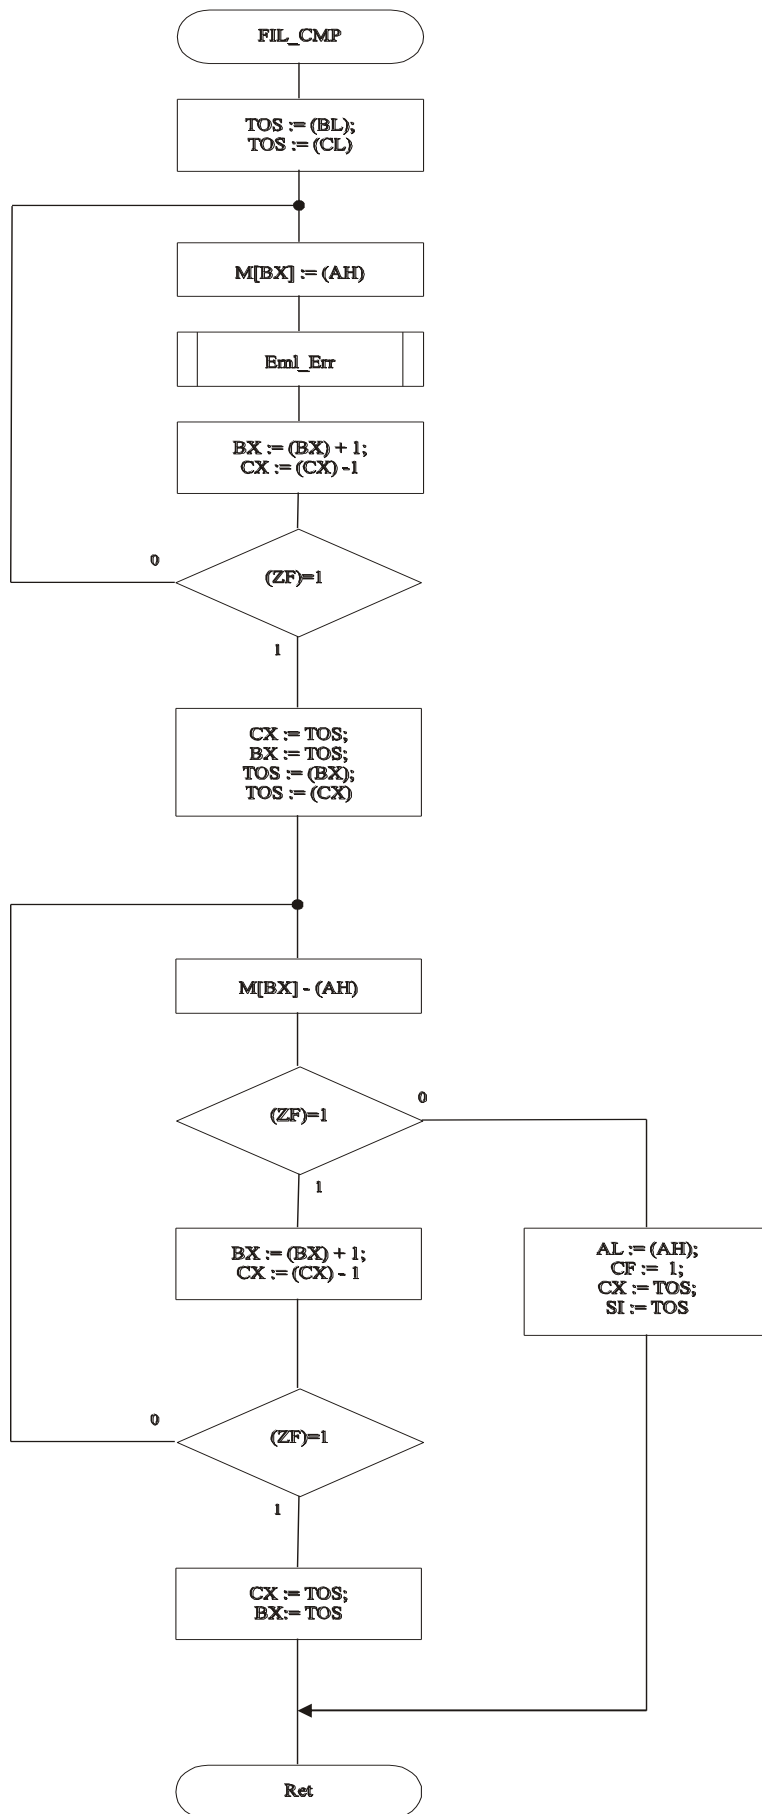 FIL_CMP
TOS := (BL);
TOS := (CL)
M[BX] := (AH)
Eml_Err
BX := (BX) + 1;
CX := (CX) -1
0
(ZF)=1
1
CX := TOS;
BX := TOS;
TOS := (BX);
TOS := (CX)
M[BX] - (AH)
0
(ZF)=1
1
BX := (BX) + 1;
CX := (CX) - 1
AL := (AH);
CF := 1;
CX := TOS;
SI := TOS
0
(ZF)=1
1
CX := TOS;
BX:= TOS
Ret